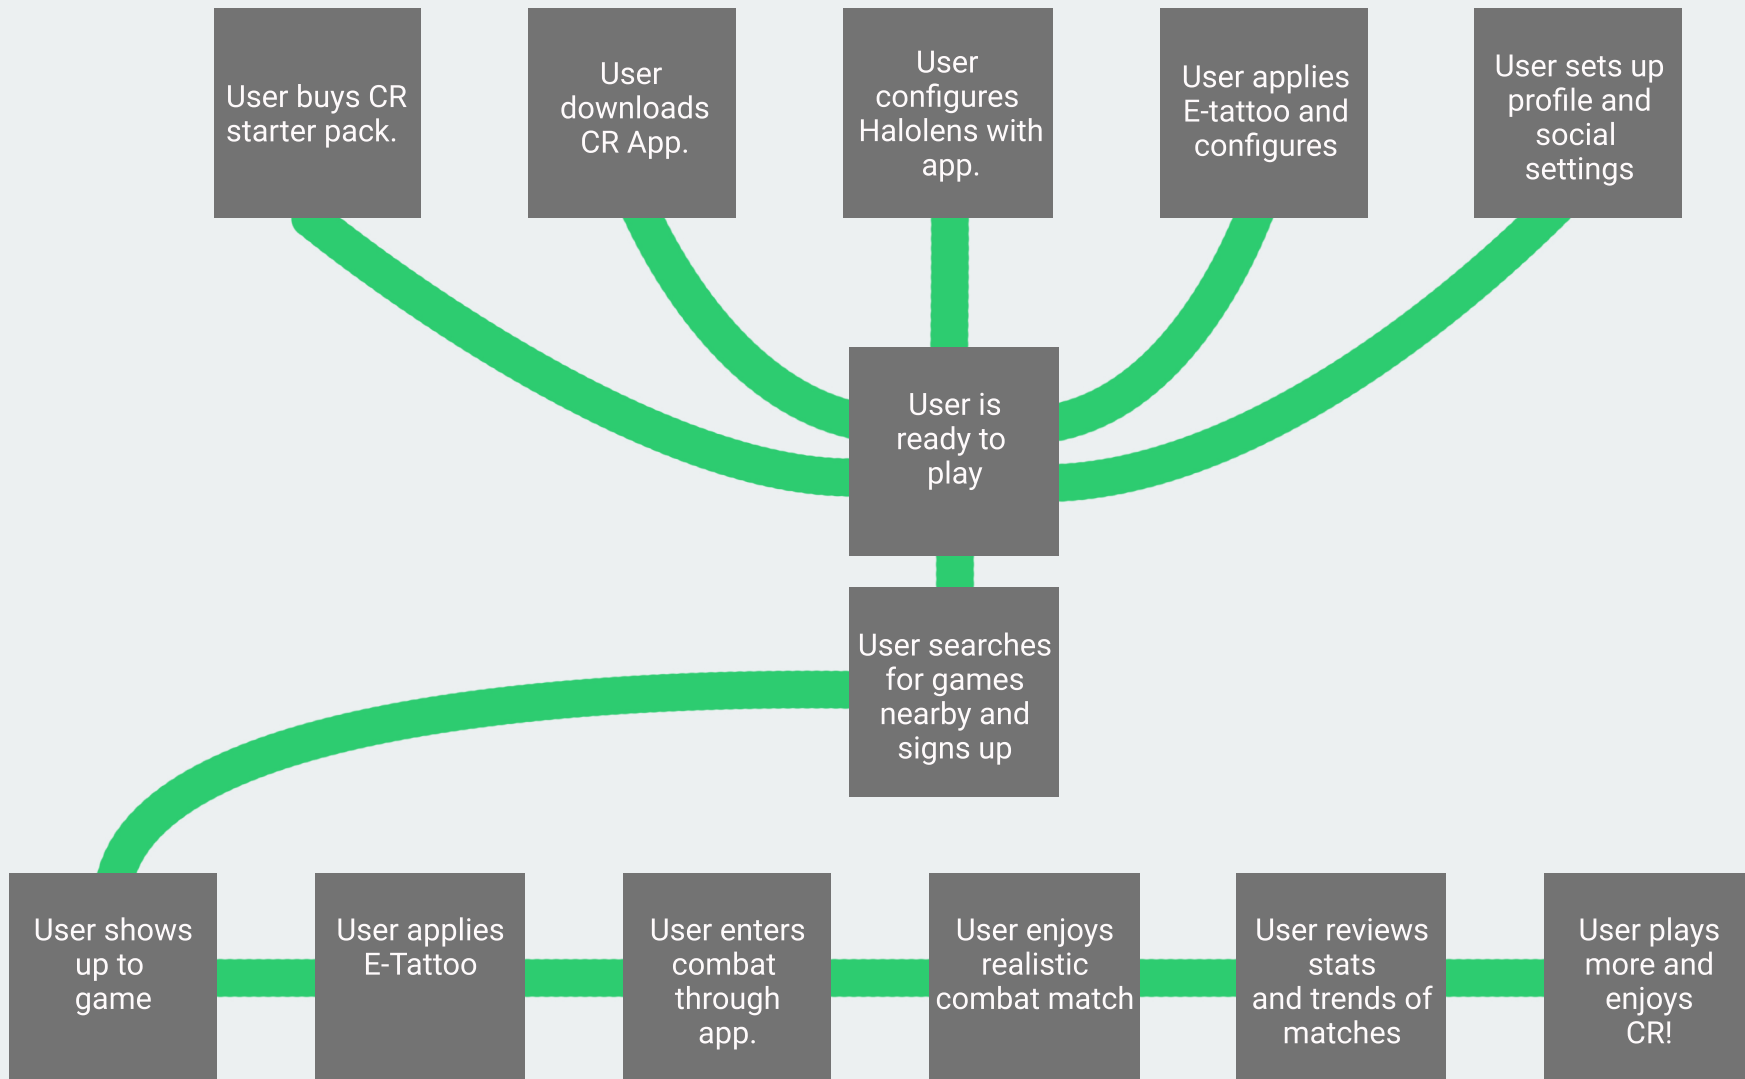 User buys CR
starter pack.
User
downloads
CR App.
User
configures
Halolens with
app.
User applies
E-tattoo and
configures
User sets up
profile and
social
settings
User is
ready to
play
User searches
for games
nearby and
signs up
User shows
up to
game
User applies
E-Tattoo
User enters
combat
through
app.
User enjoys
realistic
combat match
User reviews
stats
and trends of
matches
User plays
more and
enjoys
CR!